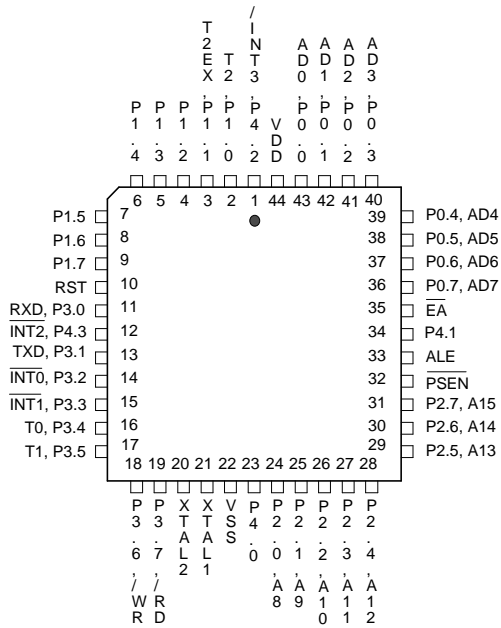 P1.4
P1.3
P1.2
T2EX,P1.1
T2,P1.0
/INT3,P4.2
VDD
AD0,P0.0
AD1,P0.1
AD2,P0.2
AD3,P0.3
6 5 4 3 2 1 44 43 42 41 40
P1.5 7
P1.6 8
P1.7 9
RST 10
RXD, P3.0 11
INT2, P4.3 12
TXD, P3.1 13
INT0, P3.2 14
INT1, P3.3 15
T0, P3.4 16
T1, P3.5 17
39 P0.4, AD4
38 P0.5, AD5
37 P0.6, AD6
36 P0.7, AD7
35 EA
34 P4.1
33 ALE
32 PSEN
31 P2.7, A15
30 P2.6, A14
29 P2.5, A13
18 19 20 21 22 23 24 25 26 27 28
P3.6,/WR
P3.7,/RD
XTAL2
XTAL1
VSS
P4.0
P2.0,A8
P2.1,A9
P2.2,A10
P2.3,A11
P2.4,A12